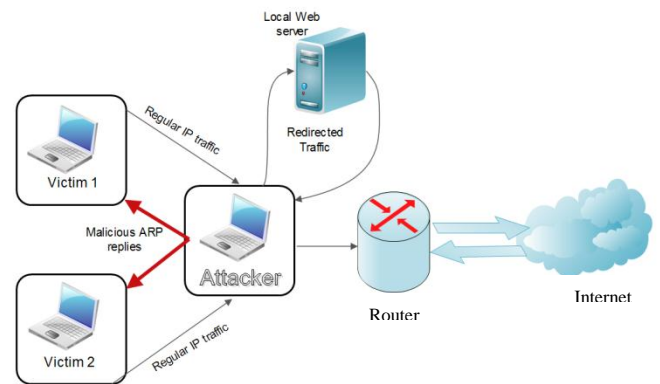 Local Web
server
Regular IP traffic
Redirected
Traffic
Victim 1
Malicious ARP
replies
Attacker
Internet
Router
Victim 2
Regular IP traffic